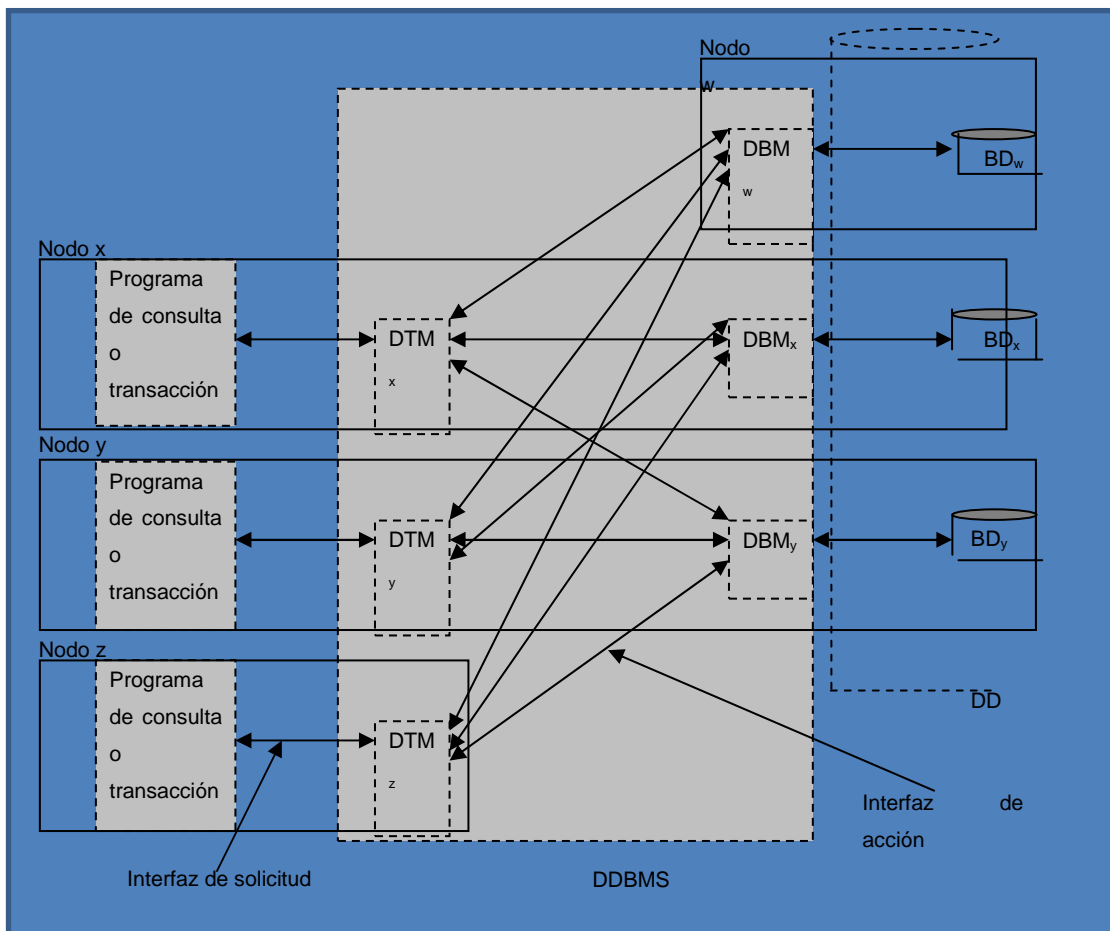 Nodo
w
DBM
w
BDw
Nodo x
Programa
de consulta
o
transacción
DTM
x
DBMx
BDx
Nodo y
Programa
de consulta
o
transacción
DTM
y
DBMy
BDy
Nodo z
Programa
de consulta
o
transacción
DTM
z
DD
Interfaz de
acción
Interfaz de solicitud
DDBMS